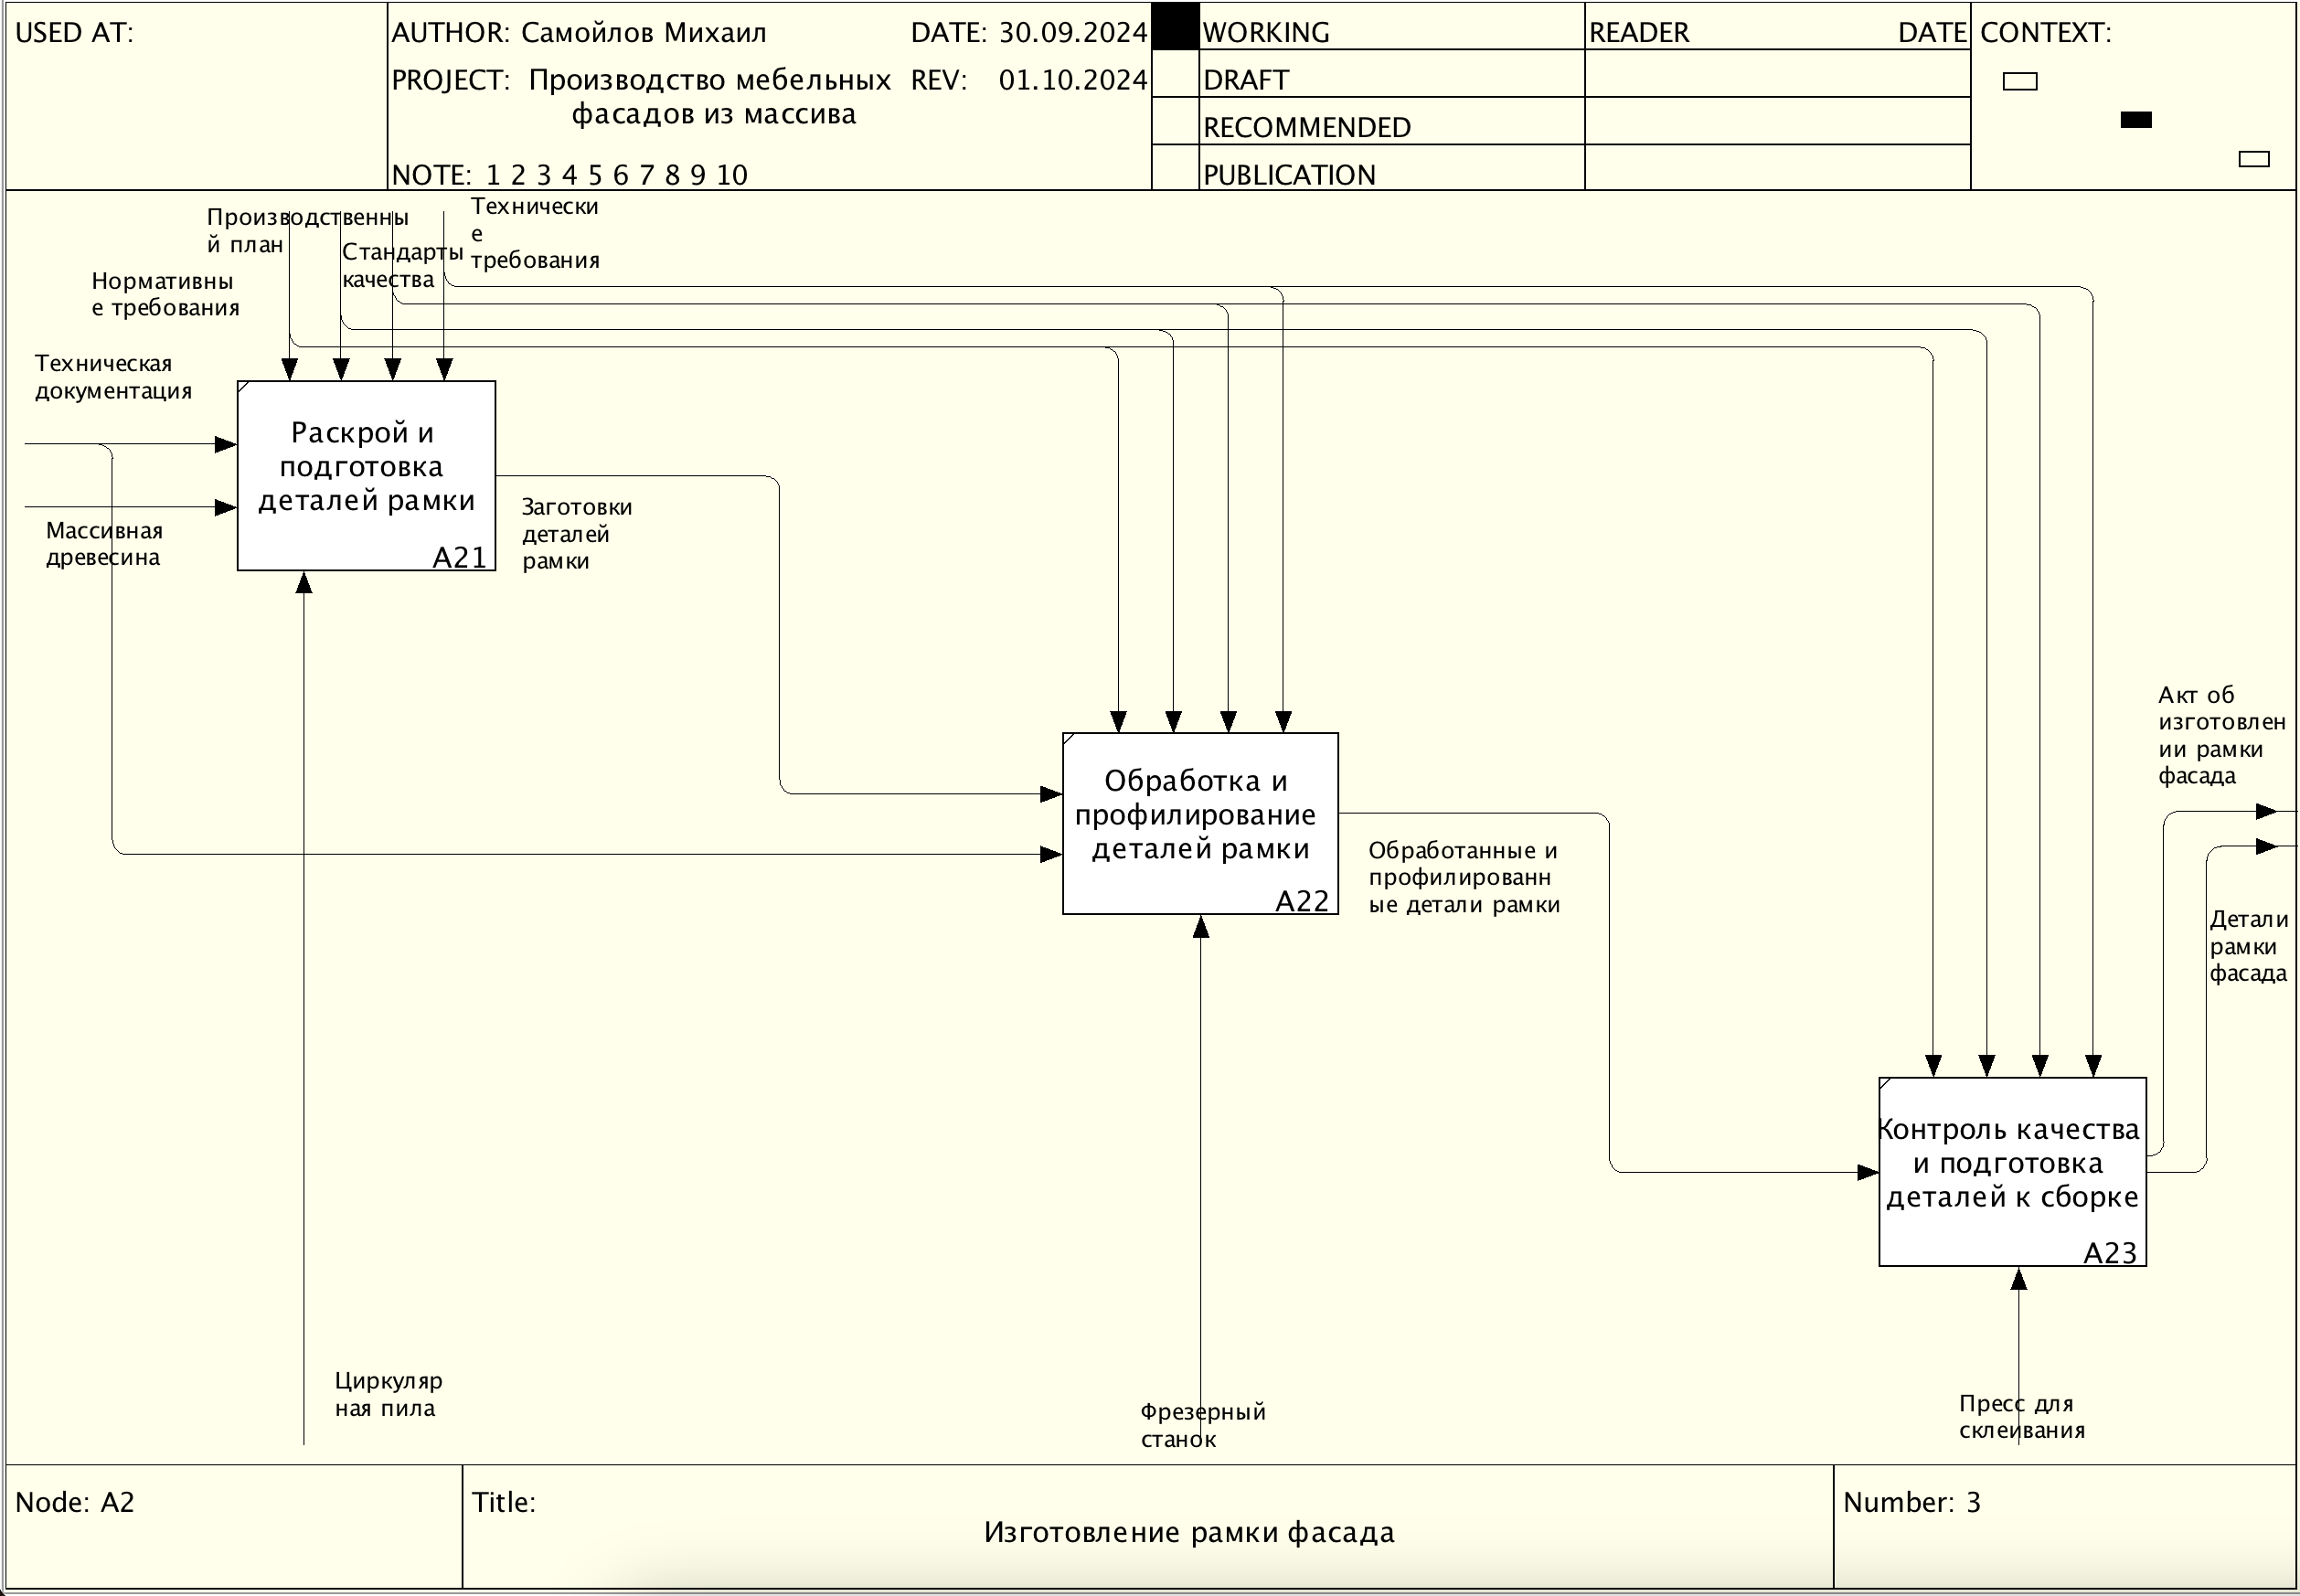 USED AT:
AUTHOR: Самойлов Михаил
DATE: 30.09.2024
PROJECT: Производство мебельных
фасадов из массива
REV: 01.10.2024
NOTE: 1 2 3 4 5 6 7 8 9 10
WORKING
DRAFT
RECOMMENDED
PUBLICATION
READER
DATE
CONTEXT:
Производственны
й план
Технически
е
требования
Стандарты
качества
Нормативны
е требования
Техническая
документация
Массивная
древесина
Раскрой и
подготовка
деталей рамки
A21
Заготовки
деталей
рамки
Обработка и
профилирование
деталей рамки
A22
Обработанные и
профилированн
ые детали рамки
Акт об
изготовлен
ии рамки
фасада
Детали
рамки
фасада
Контроль качества
и подготовка
деталей к сборке
A23
Циркуляр
ная пила
Фрезерный
станок
Пресс для
склеивания
Node: A2
Title:
Изготовление рамки фасада
Number: 3